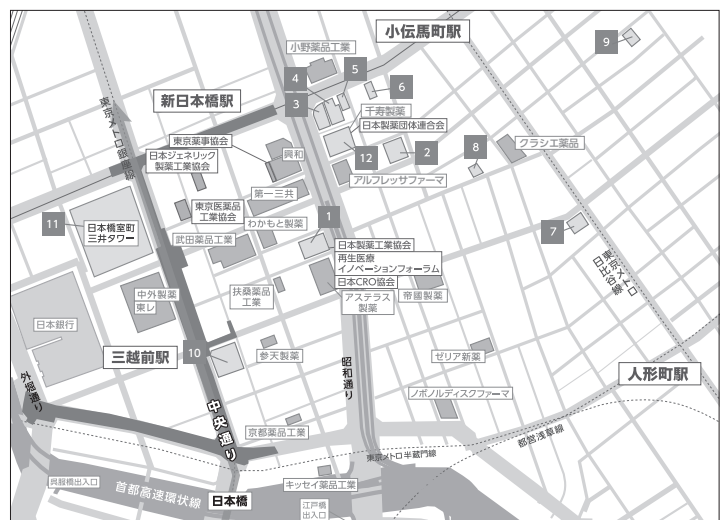 小伝馬町駅
9
小野薬品工業
4
5
6
3
新日本橋駅
東京メトロ銀座線
千寿製薬
日本製薬団体連合会
東京薬事協会
日本ジェネリック
製薬工業協会
興和
12
2
8
クラシエ薬品
アルフレッサファーマ
第一三共
東京医薬品
工業協会
わかもと製薬
1
11
日本橋室町
三井タワー
武田薬品工業
7
日本製薬工業協会
再生医療
イノベーションフォーラム
日本CRO協会
アステラス
製薬
帝國製薬
東京メトロ
日比谷線
扶桑薬品
工業
中外製薬
東レ
日本銀行
三越前駅
10
参天製薬
昭和通り
ゼリア新薬
人形町駅
外堀通り
中央通り
ノボノルディスクファーマ
京都薬品工業
都営浅草線
東京メトロ半蔵門線
呉服橋出入口
首都高速環状線
日本橋
キッセイ薬品工業
江戸橋
出入口